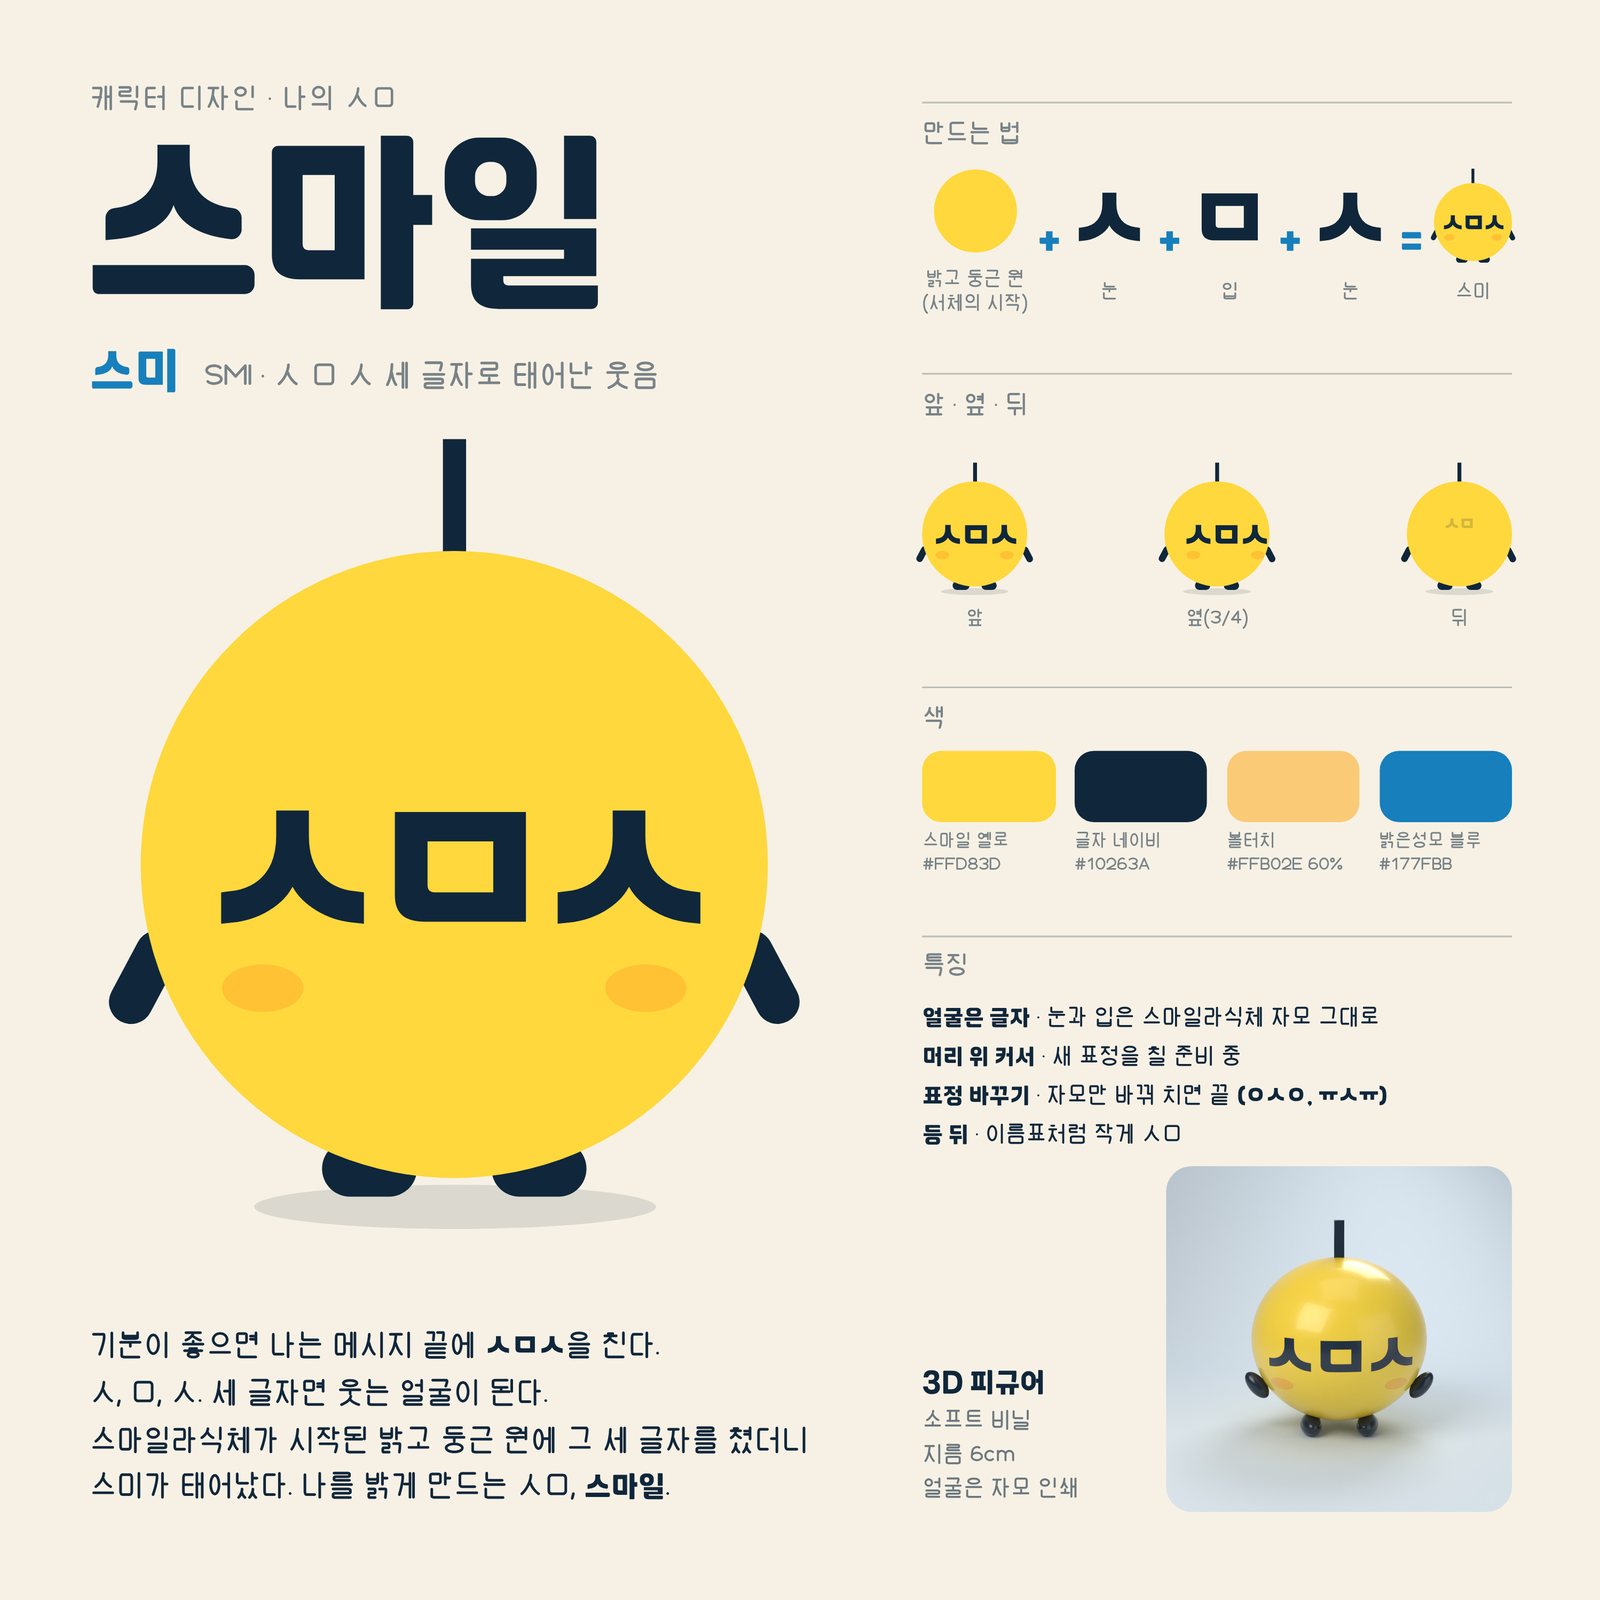 캐릭터 디자인 · 나의 ㅅㅁ
스마일
스미 SMI · ㅅ ㅁ ㅅ 세 글자로 태어난 웃음
ㅅㅁㅅ
기분이 좋으면 나는 메시지 끝에 ㅅㅁㅅ을 친다.
ㅅ, ㅁ, ㅅ. 세 글자면 웃는 얼굴이 된다.
스마일라식체가 시작된 밝고 둥근 원에 그 세 글자를 쳤더니
스미가 태어났다. 나를 밝게 만드는 ㅅㅁ, 스마일.
만드는 법
+ ㅅ + ㅁ + ㅅ = ㅅㅁㅅ
밝고 둥근 원
(서체의 시작)
눈 입 눈 스미
앞 · 옆 · 뒤
ㅅㅁㅅ ㅅㅁㅅ ㅅㅁ
앞 옆(3/4) 뒤
색
스마일 옐로 글자 네이비 볼터치 밝은성모 블루
#FFD83D #10263A #FFB02E 60% #177FBB
특징
얼굴은 글자 · 눈과 입은 스마일라식체 자모 그대로
머리 위 커서 · 새 표정을 칠 준비 중
표정 바꾸기 · 자모만 바꿔 치면 끝 (ㅇㅅㅇ, ㅠㅅㅠ)
등 뒤 · 이름표처럼 작게 ㅅㅁ
3D 피규어
소프트 비닐
지름 6cm
얼굴은 자모 인쇄
ㅅㅁㅅ